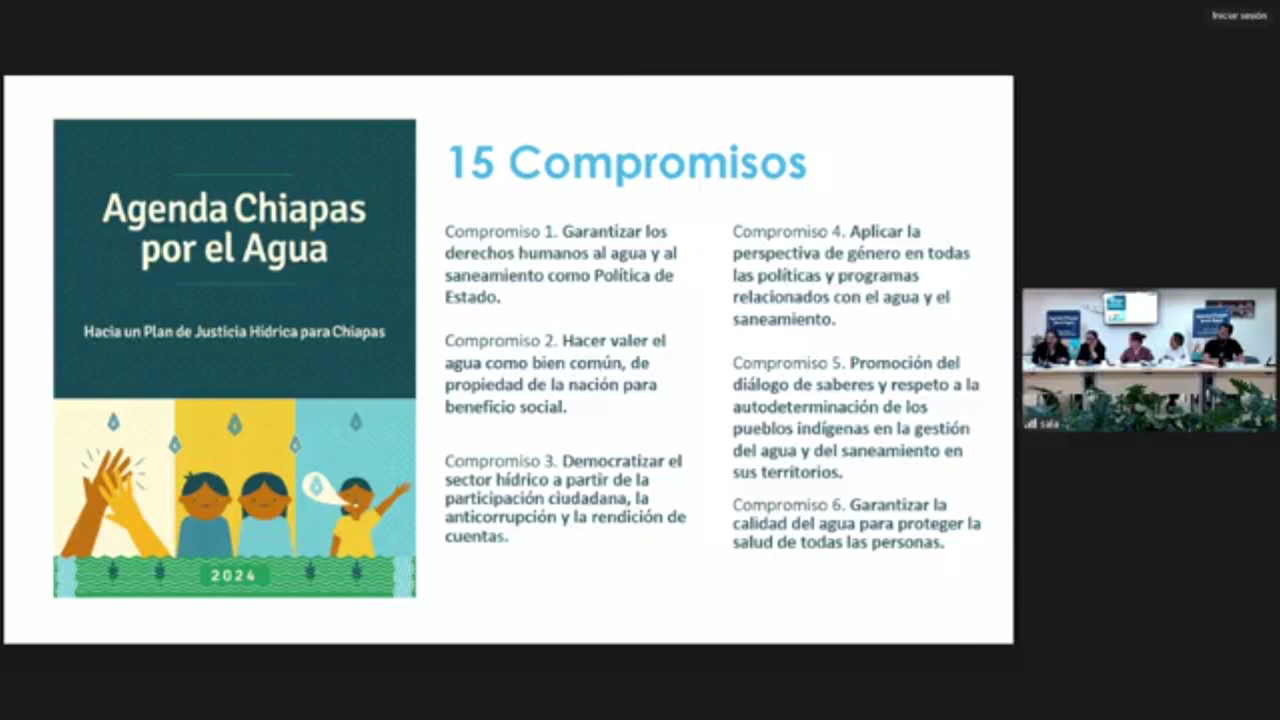 Iniciar sesión
Agenda Chiapas
por el Agua
Hacia un Plan de Justicia Hídrica para Chiapas
2024
15 Compromisos
Compromiso 1. Garantizar los
derechos humanos al agua y al
saneamiento como Política de
Estado.
Compromiso 2. Hacer valer el
agua como bien común, de
propiedad de la nación para
beneficio social.
Compromiso 3. Democratizar el
sector hídrico a partir de la
participación ciudadana, la
anticorrupción y la rendición de
cuentas.
Compromiso 4. Aplicar la
perspectiva de género en todas
las políticas y programas
relacionados con el agua y el
saneamiento.
Compromiso 5. Promoción del
diálogo de saberes y respeto a la
autodeterminación de los
pueblos indígenas en la gestión
del agua y del saneamiento en
sus territorios.
Compromiso 6. Garantizar la
calidad del agua para proteger la
salud de todas las personas.
Agenda Chiapas
sala